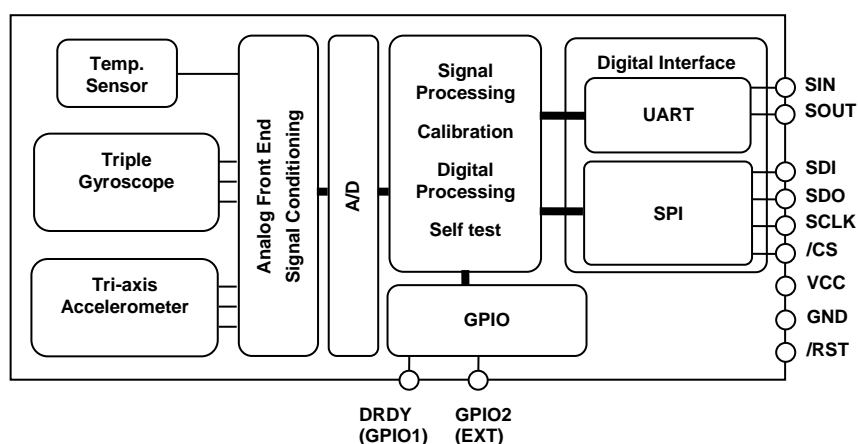 Temp.
Sensor
Triple
Gyroscope
Tri-axis
Accelerometer
Analog Front End
Signal Conditioning
A/D
Signal
Processing
Calibration
Digital
Processing
Self test
GPIO
Digital Interface
UART
SPI
SIN
SOUT
SDI
SDO
SCLK
/CS
VCC
GND
/RST
DRDY
(GPIO1)
GPIO2
(EXT)